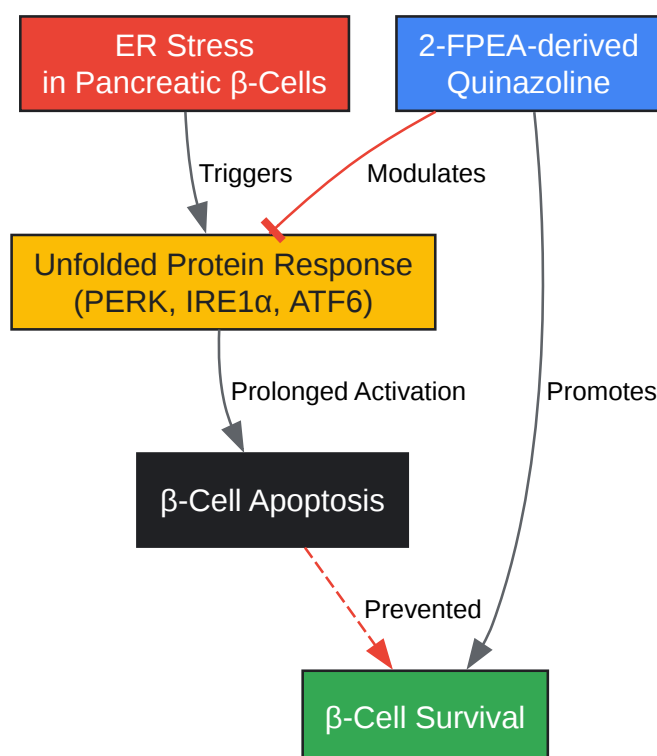 ER Stress
in Pancreatic β-Cells
2-FPEA-derived
Quinazoline
Triggers
Modulates
Unfolded Protein Response
(PERK, IRE1α, ATF6)
Prolonged Activation
Promotes
β-Cell Apoptosis
Prevented
β-Cell Survival